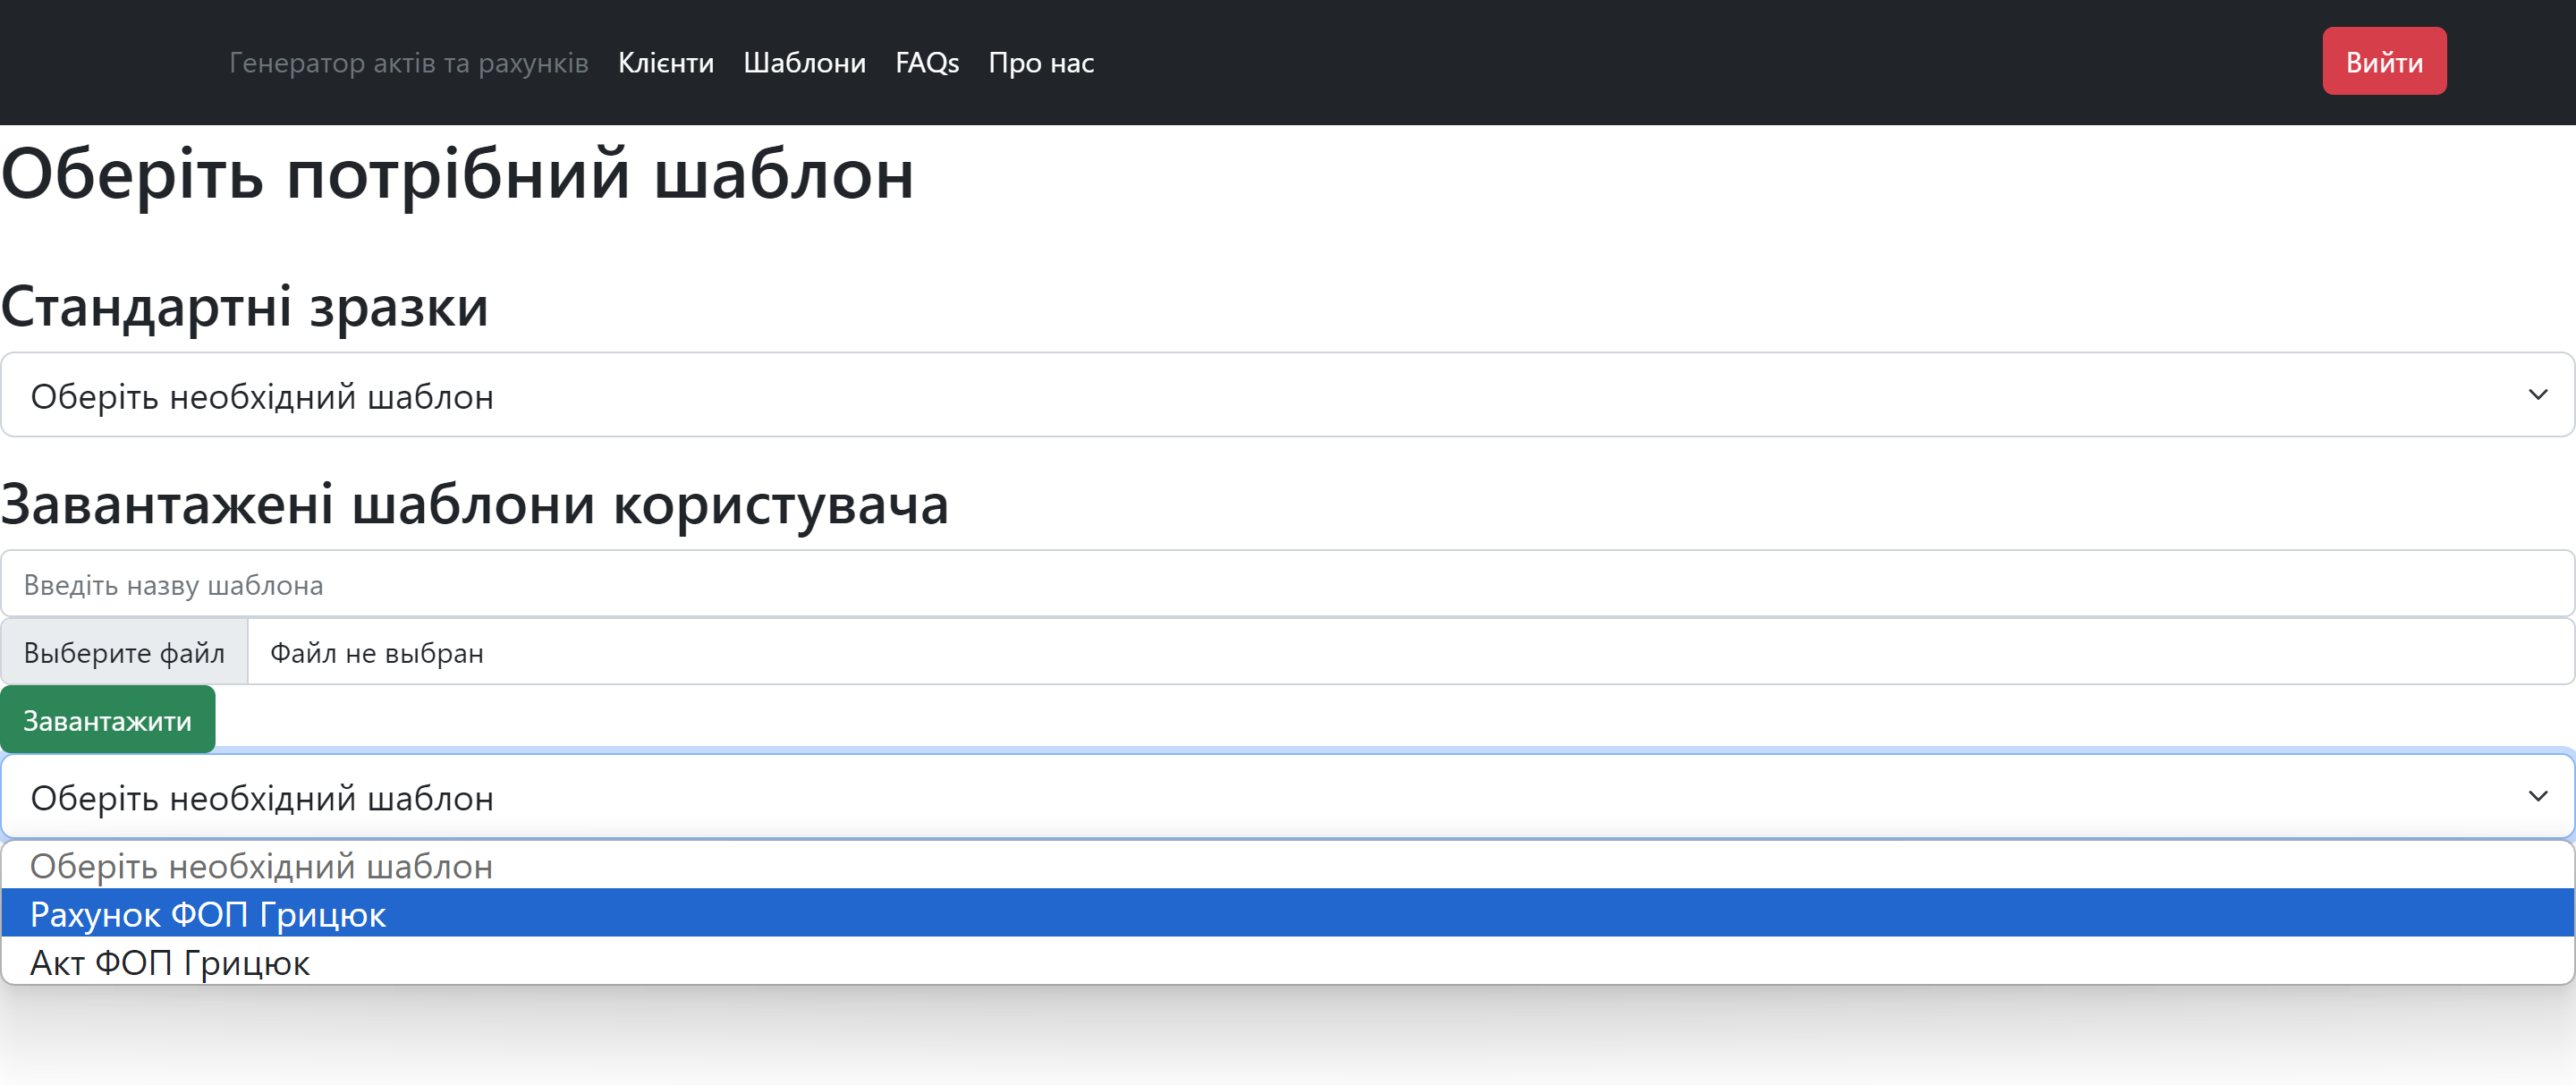 Генератор актів та рахунків Клієнти Шаблони FAQs Про нас Вийти
Оберіть потрібний шаблон
Стандартні зразки
Оберіть необхідний шаблон
Завантажені шаблони користувача
Введіть назву шаблона
Выберите файл Файл не выбран
Завантажити
Оберіть необхідний шаблон
Оберіть необхідний шаблон
Рахунок ФОП Грицюк
Акт ФОП Грицюк